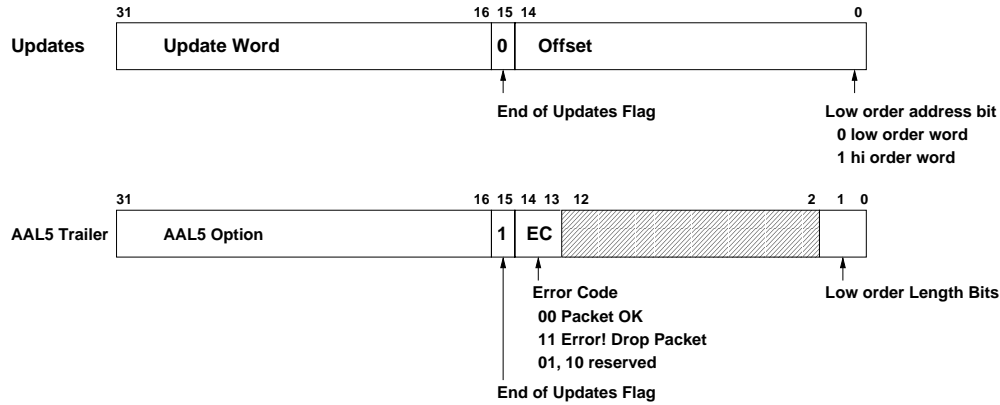 31 16 15 14 0
Updates Update Word 0 Offset
End of Updates Flag Low order address bit
0 low order word
1 hi order word
31 16 15 14 13 12 2 1 0
AAL5 Trailer AAL5 Option 1 EC
Error Code Low order Length Bits
00 Packet OK
11 Error! Drop Packet
01, 10 reserved
End of Updates Flag